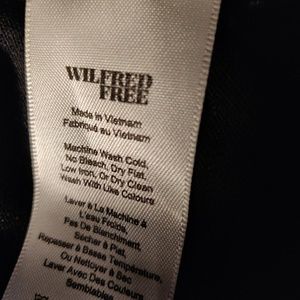 WILFRED
FREE
Made in Vietnam
Fabriqué au Vietnam
Machine Wash Cold,
No Bleach, Dry Flat,
Low Iron, Or Dry Clean
Wash With Like Colours
Laver À La Machine À
L'eau Froide,
Pas De Blanchiment,
Sécher à Plat,
Repasser à Basse Température,
Ou Nettoyer à Sec
Laver Avec Des Couleurs
Semblables